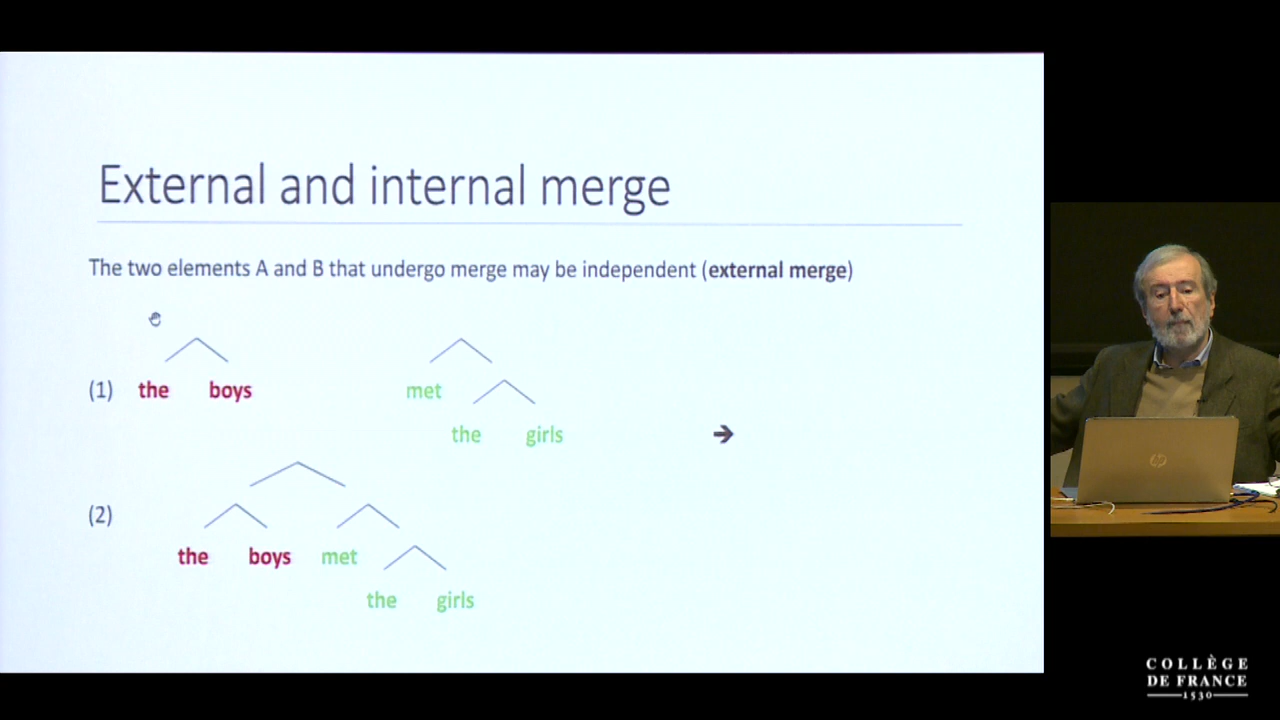 External and internal merge
The two elements A and B that undergo merge may be independent (external merge)
(1) the boys met
the girls →
(2)
the boys met
the girls
hp
COLLÈGE
DE FRANCE
1530